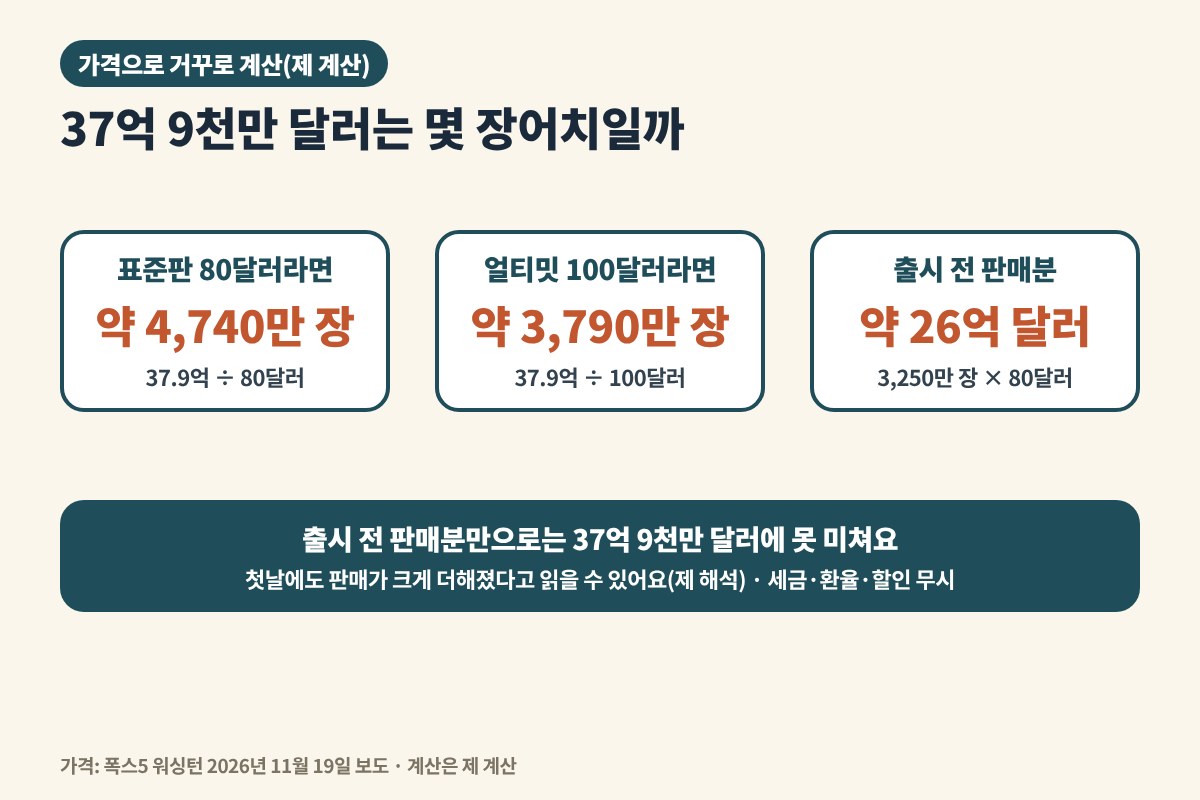 가격으로 거꾸로 계산(제 계산)
37억 9천만 달러는 몇 장어치일까
표준판 80달러라면
약 4,740만 장
37.9억 ÷ 80달러
얼티밋 100달러라면
약 3,790만 장
37.9억 ÷ 100달러
출시 전 판매분
약 26억 달러
3,250만 장 × 80달러
출시 전 판매분만으로는 37억 9천만 달러에 못 미쳐요
첫날에도 판매가 크게 더해졌다고 읽을 수 있어요(제 해석) · 세금·환율·할인 무시
가격: 폭스5 워싱턴 2026년 11월 19일 보도 · 계산은 제 계산